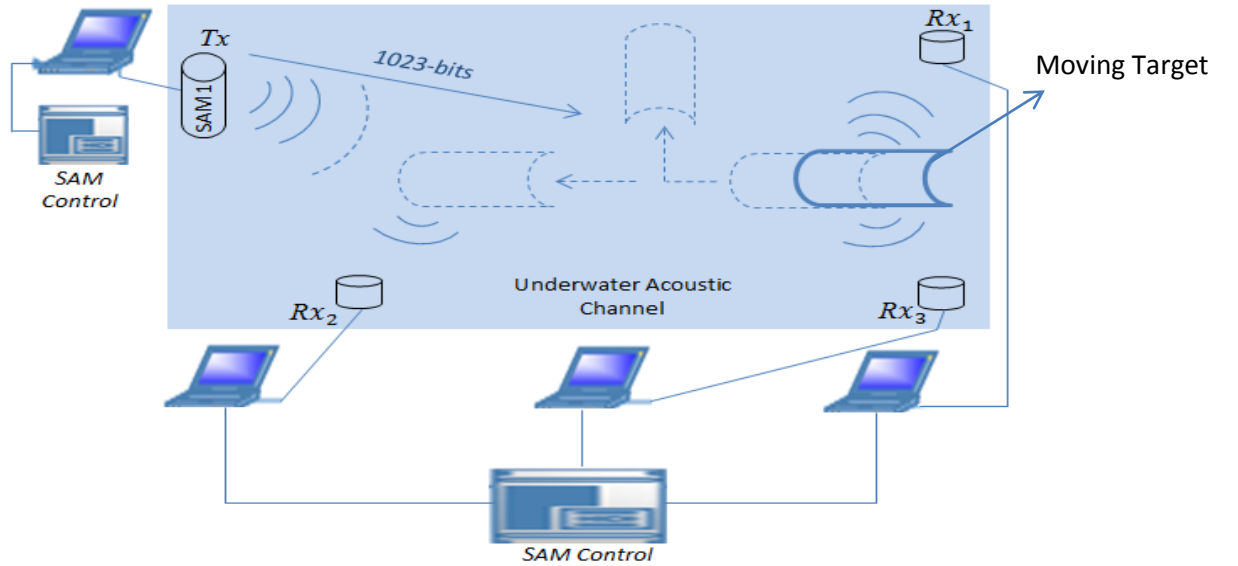 Tx
Rx₁
1023-bits
Moving Target
SAM1
SAM
Control
Underwater Acoustic
Channel
Rx₂
Rx₃
SAM Control